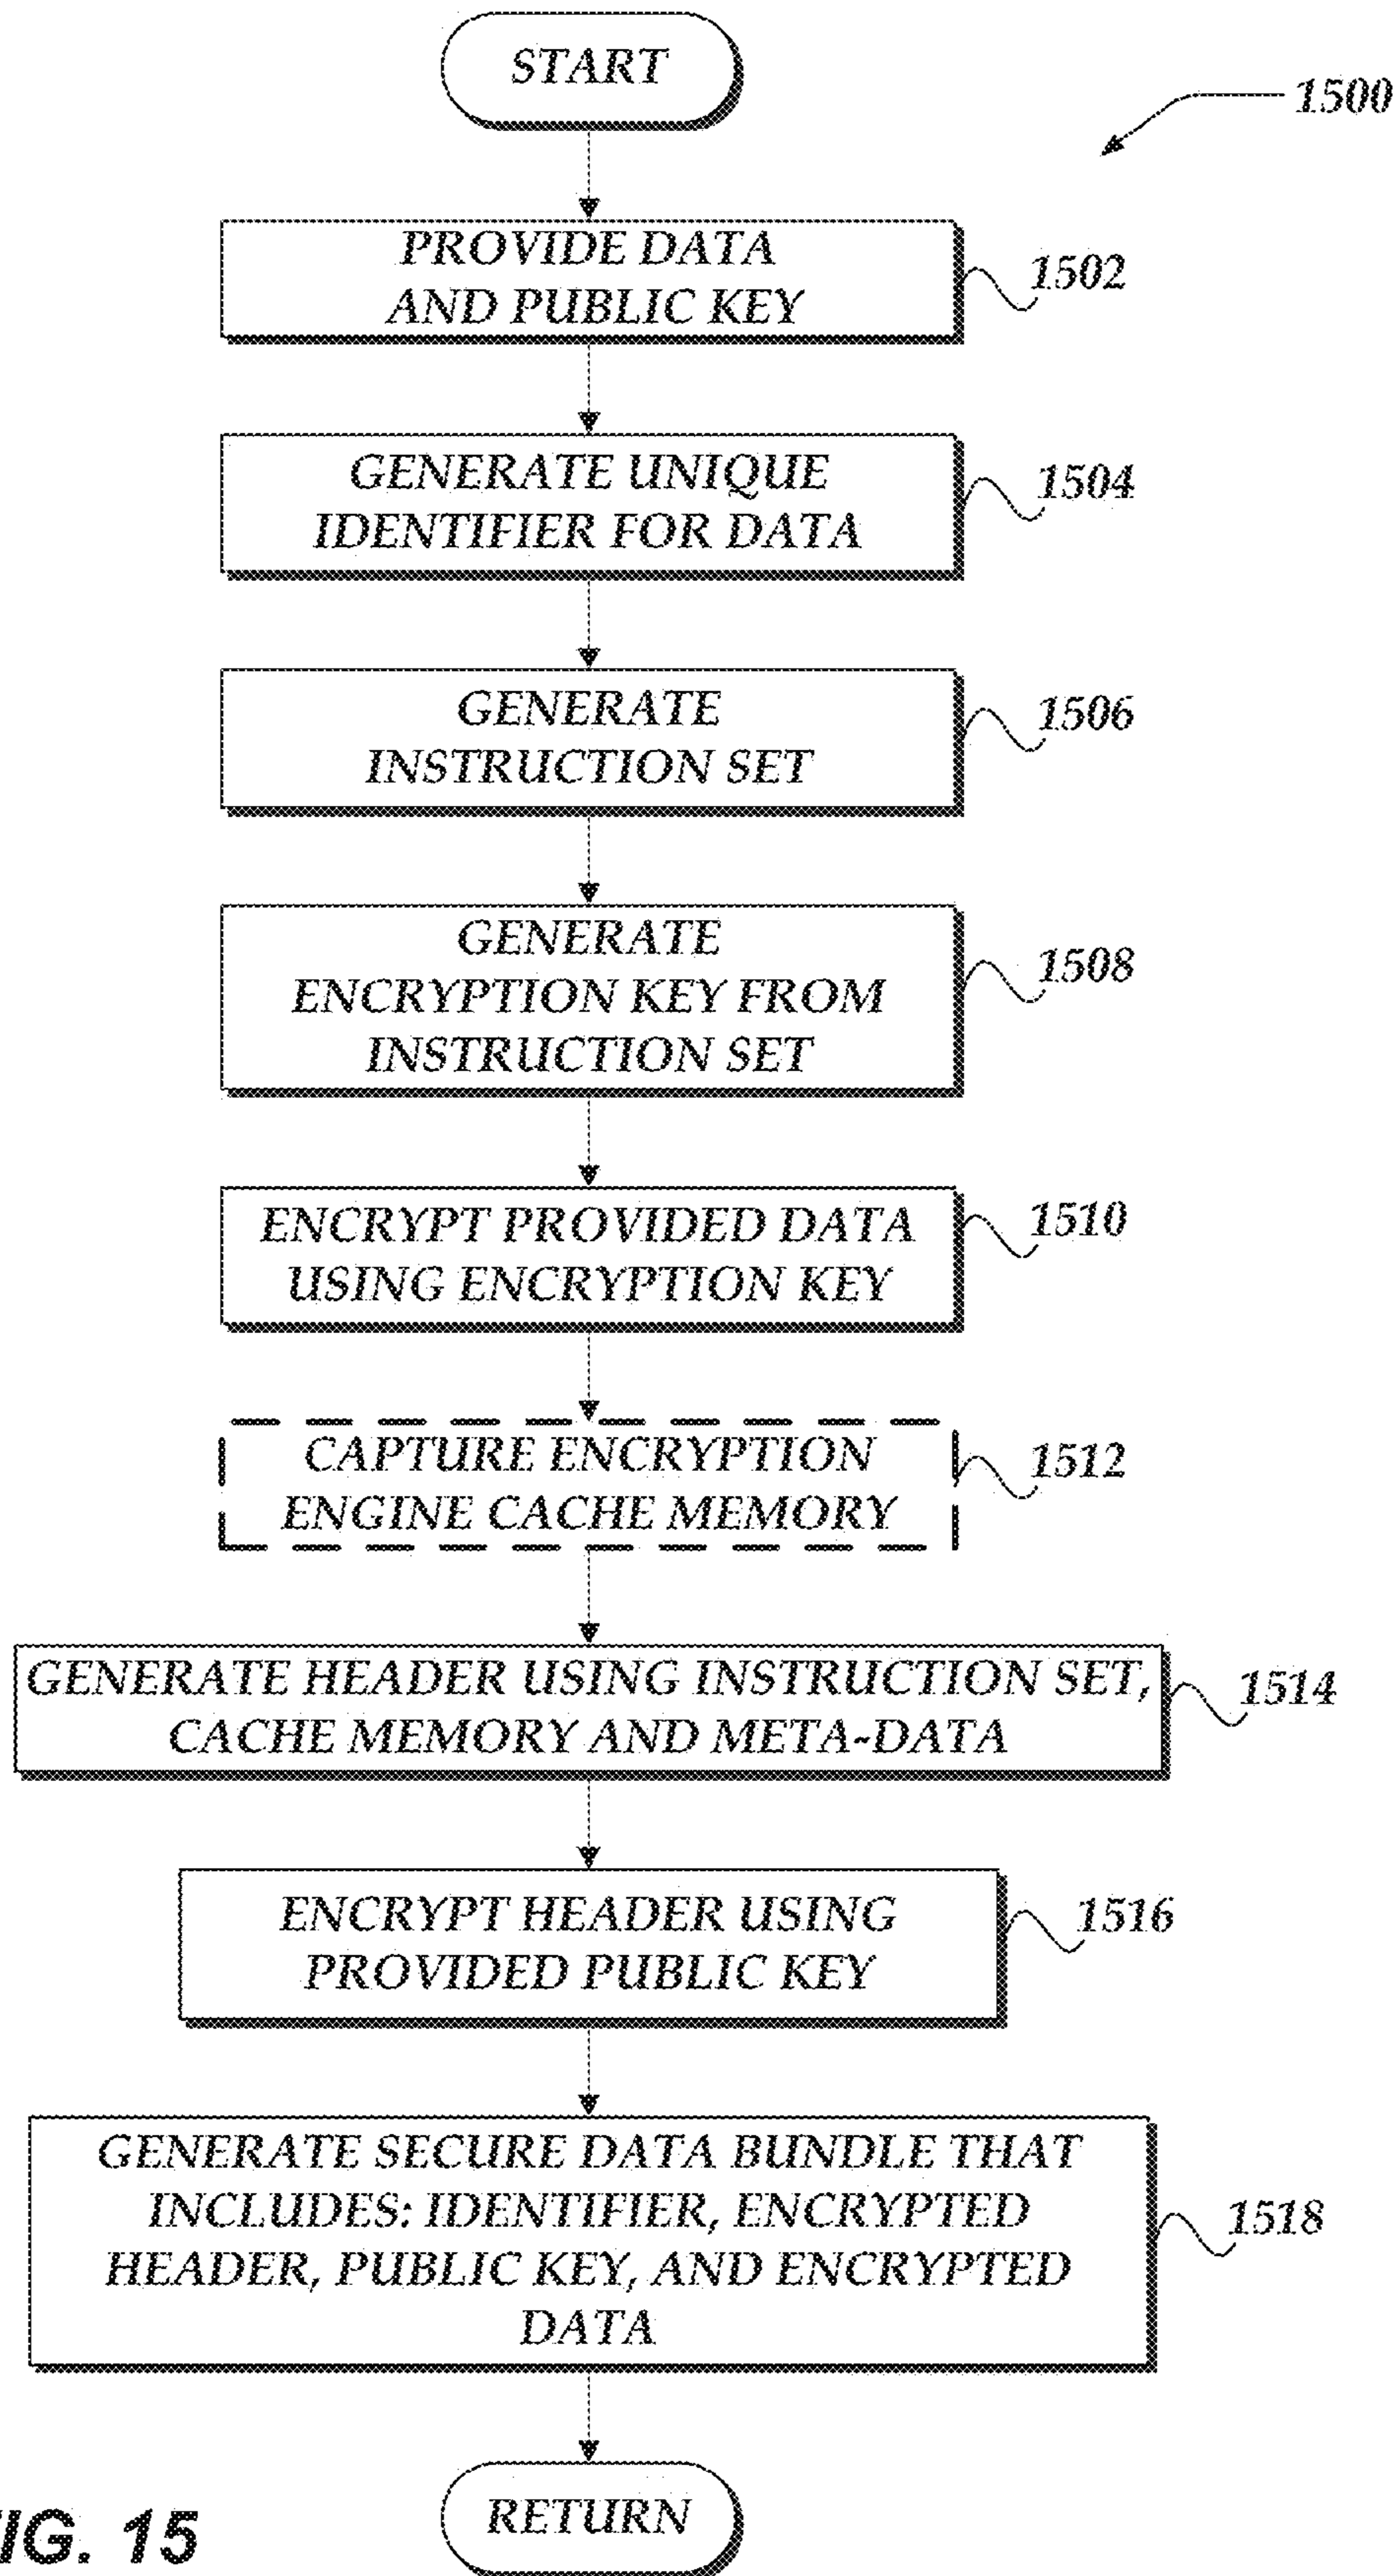 START
1500
PROVIDE DATA
AND PUBLIC KEY
1502
GENERATE UNIQUE
IDENTIFIER FOR DATA
1504
GENERATE
INSTRUCTION SET
1506
GENERATE
ENCRYPTION KEY FROM
INSTRUCTION SET
1508
ENCRYPT PROVIDED DATA
USING ENCRYPTION KEY
1510
CAPTURE ENCRYPTION
ENGINE CACHE MEMORY
1512
GENERATE HEADER USING INSTRUCTION SET,
CACHE MEMORY AND META-DATA
1514
ENCRYPT HEADER USING
PROVIDED PUBLIC KEY
1516
GENERATE SECURE DATA BUNDLE THAT
INCLUDES: IDENTIFIER, ENCRYPTED
HEADER, PUBLIC KEY, AND ENCRYPTED
DATA
1518
RETURN
FIG. 15